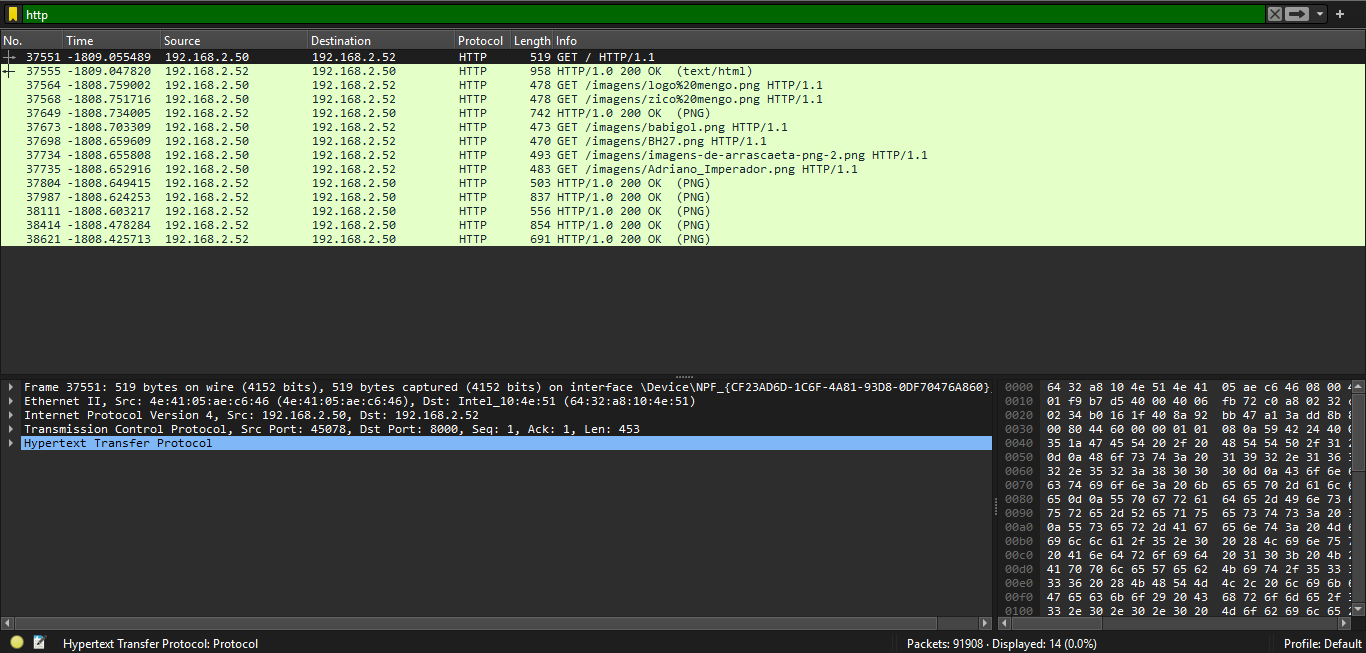 http
No. Time Source Destination Protocol Length Info
37551 -1809.055489 192.168.2.50 192.168.2.52 HTTP 519 GET / HTTP/1.1
37555 -1809.047820 192.168.2.52 192.168.2.50 HTTP 958 HTTP/1.0 200 OK (text/html)
37564 -1808.759002 192.168.2.50 192.168.2.52 HTTP 478 GET /imagens/logo%20mengo.png HTTP/1.1
37568 -1808.751716 192.168.2.50 192.168.2.52 HTTP 478 GET /imagens/zico%20mengo.png HTTP/1.1
37649 -1808.734005 192.168.2.52 192.168.2.50 HTTP 742 HTTP/1.0 200 OK (PNG)
37673 -1808.703309 192.168.2.50 192.168.2.52 HTTP 473 GET /imagens/babigol.png HTTP/1.1
37698 -1808.659609 192.168.2.50 192.168.2.52 HTTP 470 GET /imagens/BH27.png HTTP/1.1
37734 -1808.655808 192.168.2.50 192.168.2.52 HTTP 493 GET /imagens/imagens-de-arrascaeta-png-2.png HTTP/1.1
37735 -1808.652916 192.168.2.50 192.168.2.52 HTTP 483 GET /imagens/Adriano_Imperador.png HTTP/1.1
37804 -1808.649415 192.168.2.52 192.168.2.50 HTTP 503 HTTP/1.0 200 OK (PNG)
37987 -1808.624253 192.168.2.52 192.168.2.50 HTTP 837 HTTP/1.0 200 OK (PNG)
38111 -1808.603217 192.168.2.52 192.168.2.50 HTTP 556 HTTP/1.0 200 OK (PNG)
38414 -1808.478284 192.168.2.52 192.168.2.50 HTTP 854 HTTP/1.0 200 OK (PNG)
38621 -1808.425713 192.168.2.52 192.168.2.50 HTTP 691 HTTP/1.0 200 OK (PNG)
Frame 37551: 519 bytes on wire (4152 bits), 519 bytes captured (4152 bits) on interface \Device\NPF_{CF23AD6D-1C6F-4A81-93D8-0DF70476A860}
Ethernet II, Src: 4e:41:05:ae:c6:46 (4e:41:05:ae:c6:46), Dst: Intel_10:4e:51 (64:32:a8:10:4e:51)
Internet Protocol Version 4, Src: 192.168.2.50, Dst: 192.168.2.52
Transmission Control Protocol, Src Port: 45078, Dst Port: 8000, Seq: 1, Ack: 1, Len: 453
Hypertext Transfer Protocol
0000 64 32 a8 10 4e 51 4e 41 05 ae c6 46 08 00
0010 01 f9 b7 d5 40 00 40 06 fb 72 c0 a8 02 32
0020 02 34 b0 16 1f 40 8a 92 bb 47 a1 3a dd 8b
0030 00 80 44 60 00 00 01 01 08 0a 59 42 24 40
0040 35 1a 47 45 54 20 2f 20 48 54 54 50 2f 31
0050 0d 0a 48 6f 73 74 3a 20 31 39 32 2e 31 36
0060 32 2e 35 32 3a 38 30 30 30 0d 0a 43 6f 6e
0070 63 74 69 6f 6e 3a 20 6b 65 65 70 2d 61 6c
0080 65 0d 0a 55 70 67 72 61 64 65 2d 49 6e 73
0090 75 72 65 2d 52 65 71 75 65 73 74 73 3a 20
00a0 0a 55 73 65 72 2d 41 67 65 6e 74 3a 20 4d
00b0 69 6c 6c 61 2f 35 2e 30 20 28 4c 69 6e 75
00c0 20 41 6e 64 72 6f 69 64 20 31 30 3b 20 4b
00d0 41 70 70 6c 65 57 65 62 4b 69 74 2f 35 33
00e0 33 36 20 28 4b 48 54 4d 4c 2c 20 6c 69 6b
00f0 47 65 63 6b 6f 29 20 43 68 72 6f 6d 65 2f
0100 33 2e 30 2e 30 2e 30 20 4d 6f 62 69 6c 65
Hypertext Transfer Protocol: Protocol
Packets: 91908 · Displayed: 14 (0.0%)
Profile: Default